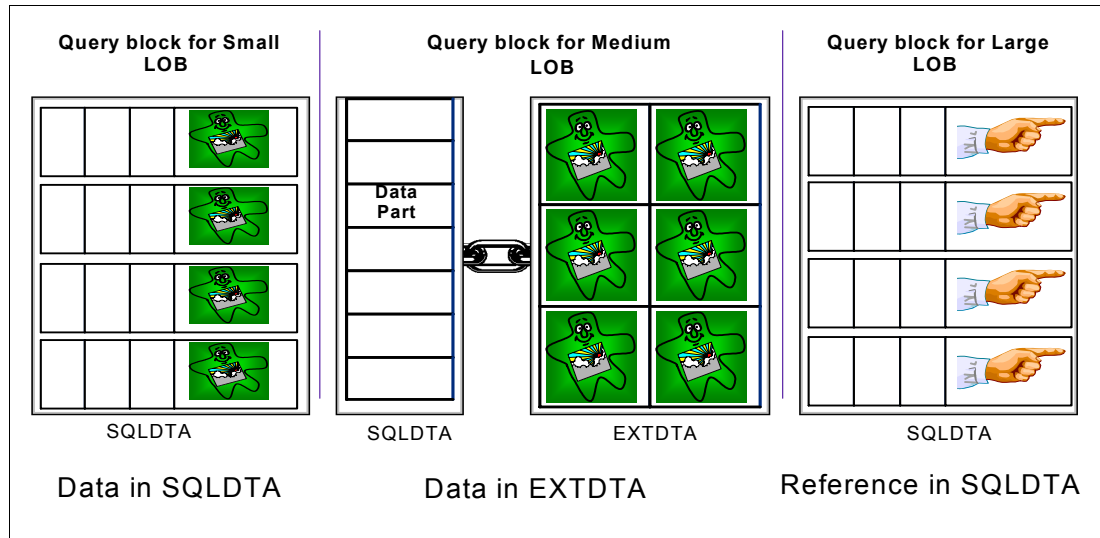 Query block for Small
LOB
Query block for Medium
LOB
Query block for Large
LOB
Data
Part
SQLDTA
SQLDTA
EXTDTA
SQLDTA
Data in SQLDTA
Data in EXTDTA
Reference in SQLDTA